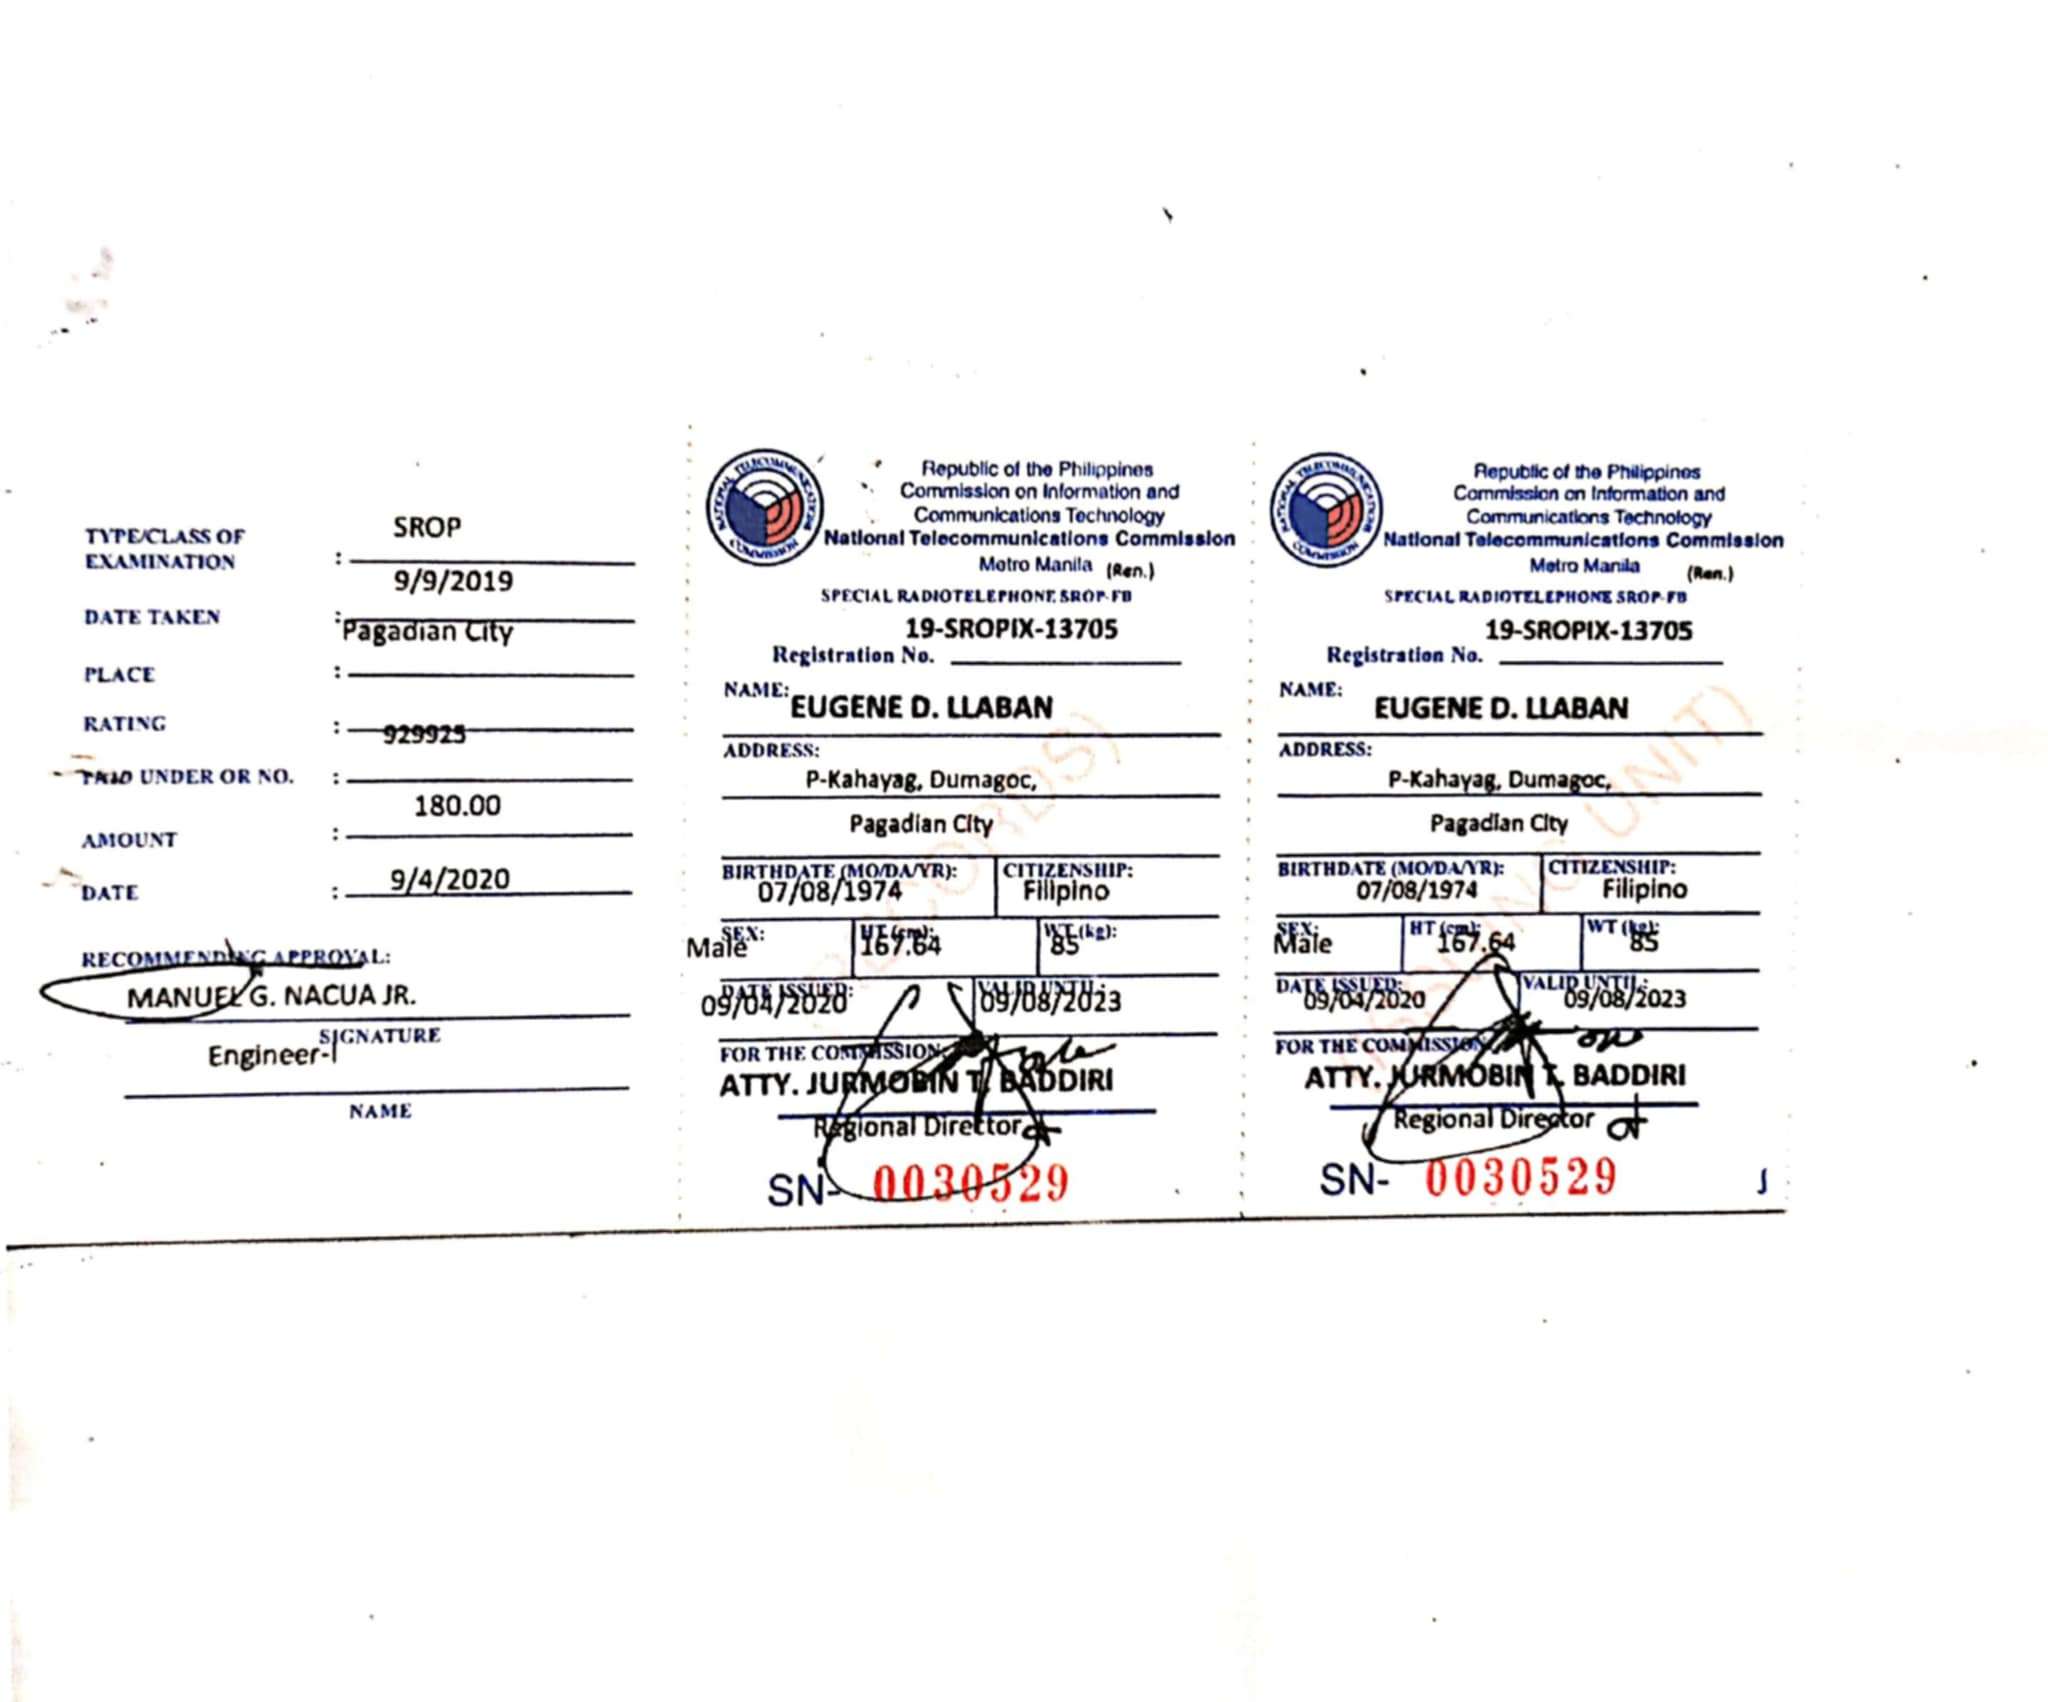 TYPE/CLASS OF EXAMINATION : SROP
DATE TAKEN : 9/9/2019
PLACE : Pagadian City
RATING :
PAID UNDER OR NO. : 929925
AMOUNT : 180.00
DATE : 9/4/2020
RECOMMENDING APPROVAL:
MANUEL G. NACUA JR.
SIGNATURE
Engineer-I
NAME
NATIONAL TELECOMMUNICATIONS COMMISSION
Republic of the Philippines
Commission on Information and
Communications Technology
National Telecommunications Commission
Metro Manila (Ren.)
SPECIAL RADIOTELEPHONE SROP-FB
19-SROPIX-13705
Registration No.
NAME: EUGENE D. LLABAN
ADDRESS:
P-Kahayag, Dumagoc,
Pagadian City
BIRTHDATE (MO/DA/YR): CITIZENSHIP:
07/08/1974 Filipino
SEX: HT (cm): WT (kg):
Male 167.64 85
DATE ISSUED: VALID UNTIL:
09/04/2020 09/08/2023
FOR THE COMMISSION
ATTY. JURMOBIN T. BADDIRI
Regional Director
SN- 0030529
(RECORDS)
NATIONAL TELECOMMUNICATIONS COMMISSION
Republic of the Philippines
Commission on Information and
Communications Technology
National Telecommunications Commission
Metro Manila (Ren.)
SPECIAL RADIOTELEPHONE SROP-FB
19-SROPIX-13705
Registration No.
NAME:
EUGENE D. LLABAN
ADDRESS:
P-Kahayag, Dumagoc,
Pagadian City
BIRTHDATE (MO/DA/YR): CITIZENSHIP:
07/08/1974 Filipino
SEX: HT (cm): WT (kg):
Male 167.64 85
DATE ISSUED: VALID UNTIL:
09/04/2020 09/08/2023
FOR THE COMMISSION
ATTY. JURMOBIN T. BADDIRI
Regional Director
SN- 0030529
UNIT)